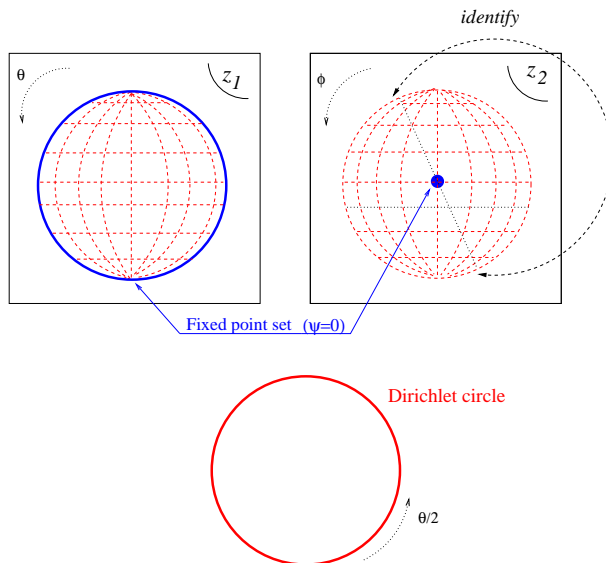 identify
θ
z1
ϕ
z2
Fixed point set (ψ=0)
Dirichlet circle
θ/2